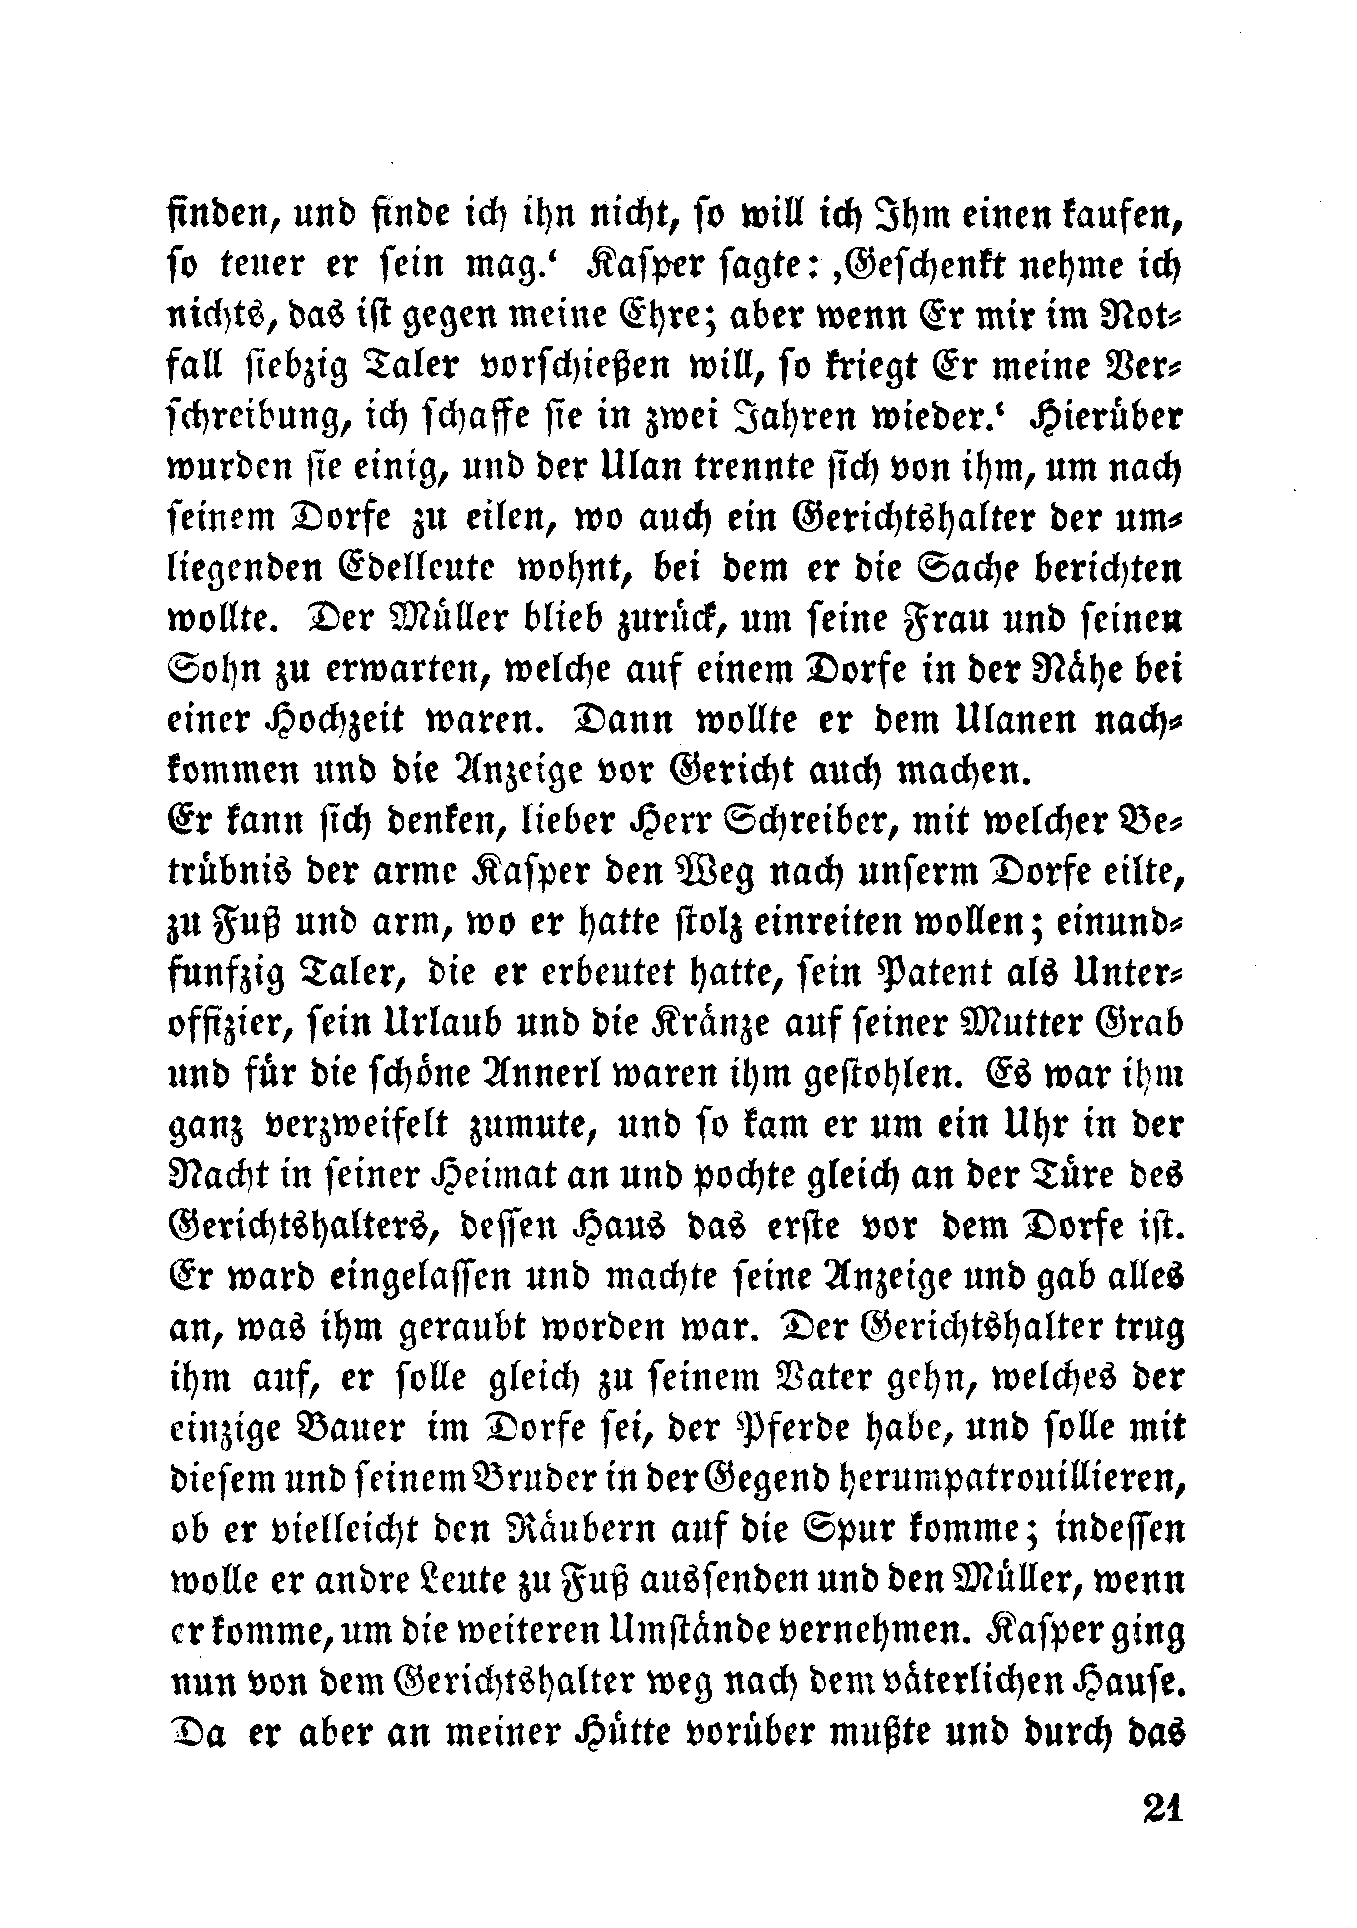 finden, und finde ich ihn nicht, so will ich Ihm einen kaufen,
so teuer er sein mag.‘ Kasper sagte: ‚Geschenkt nehme ich
nichts, das ist gegen meine Ehre; aber wenn Er mir im Not-
fall siebzig Taler vorschießen will, so kriegt Er meine Ver-
schreibung, ich schaffe sie in zwei Jahren wieder.‘ Hierüber
wurden sie einig, und der Ulan trennte sich von ihm, um nach
seinem Dorfe zu eilen, wo auch ein Gerichtshalter der um-
liegenden Edelleute wohnt, bei dem er die Sache berichten
wollte. Der Müller blieb zurück, um seine Frau und seinen
Sohn zu erwarten, welche auf einem Dorfe in der Nähe bei
einer Hochzeit waren. Dann wollte er dem Ulanen nach-
kommen und die Anzeige vor Gericht auch machen.
Er kann sich denken, lieber Herr Schreiber, mit welcher Be-
trübnis der arme Kasper den Weg nach unserm Dorfe eilte,
zu Fuß und arm, wo er hatte stolz einreiten wollen; einund-
funfzig Taler, die er erbeutet hatte, sein Patent als Unter-
offizier, sein Urlaub und die Kränze auf seiner Mutter Grab
und für die schöne Annerl waren ihm gestohlen. Es war ihm
ganz verzweifelt zumute, und so kam er um ein Uhr in der
Nacht in seiner Heimat an und pochte gleich an der Türe des
Gerichtshalters, dessen Haus das erste vor dem Dorfe ist.
Er ward eingelassen und machte seine Anzeige und gab alles
an, was ihm geraubt worden war. Der Gerichtshalter trug
ihm auf, er solle gleich zu seinem Vater gehn, welches der
einzige Bauer im Dorfe sei, der Pferde habe, und solle mit
diesem und seinem Bruder in der Gegend herumpatrouillieren,
ob er vielleicht den Räubern auf die Spur komme; indessen
wolle er andre Leute zu Fuß aussenden und den Müller, wenn
er komme, um die weiteren Umstände vernehmen. Kasper ging
nun von dem Gerichtshalter weg nach dem väterlichen Hause.
Da er aber an meiner Hütte vorüber mußte und durch das
21